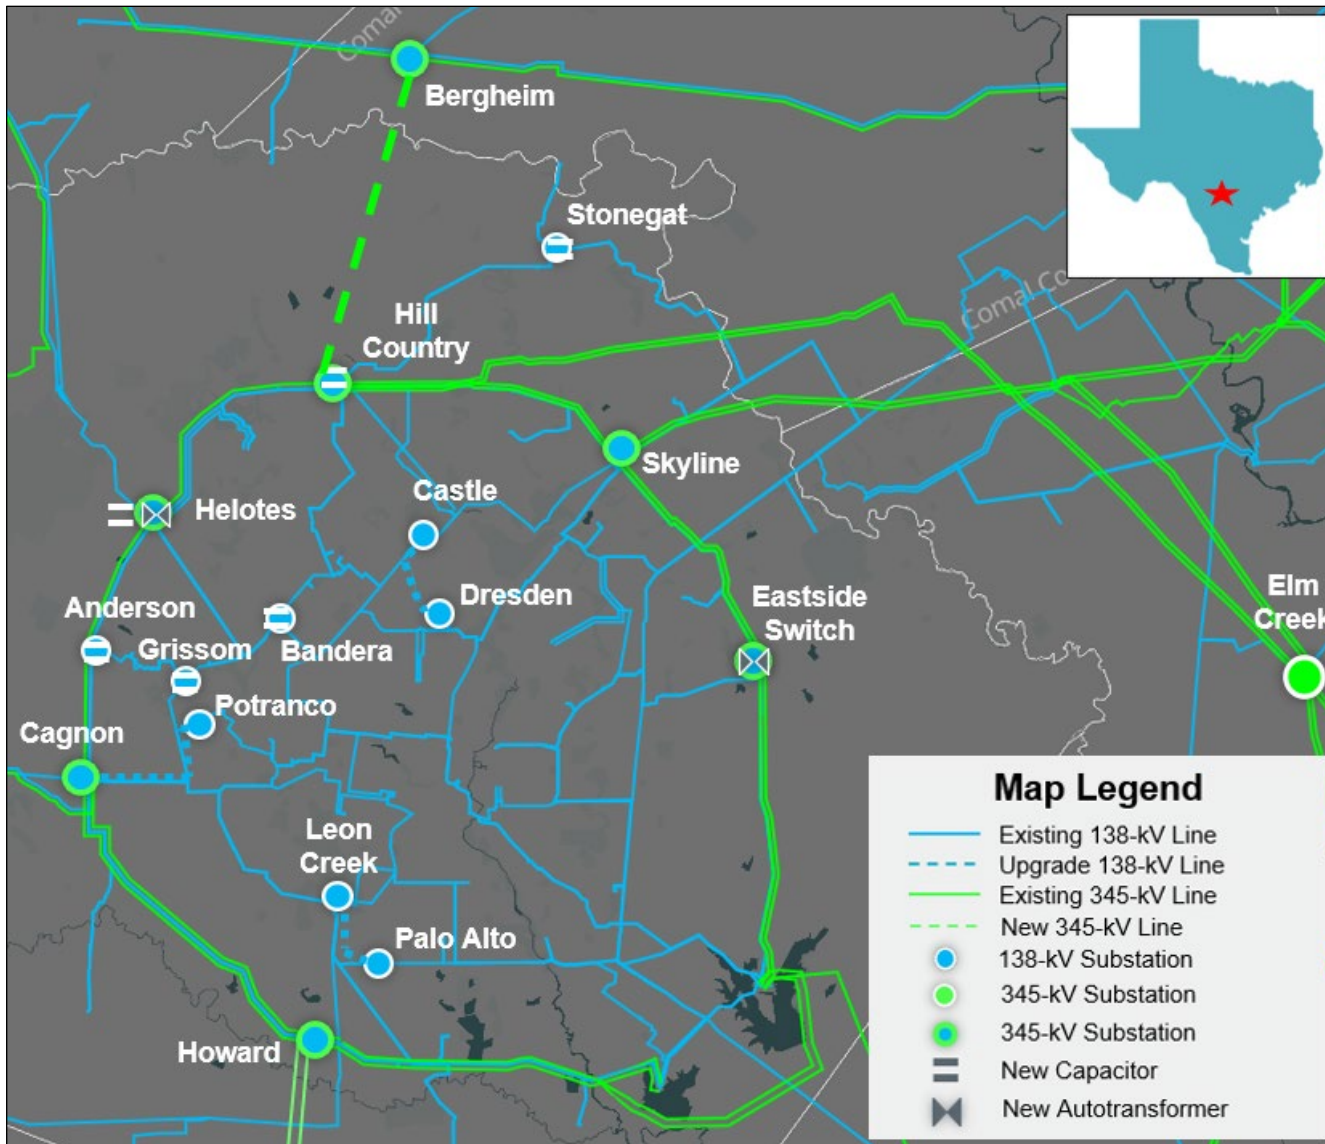 Comal
Bergheim
Stonegat
Hill
Country
Comal Co
Skyline
Castle
Helotes
Dresden
Eastside
Switch
Elm
Creek
Anderson
Grissom
Bandera
Potranco
Cagnon
Leon
Creek
Palo Alto
Howard
Map Legend
Existing 138-kV Line
Upgrade 138-kV Line
Existing 345-kV Line
New 345-kV Line
138-kV Substation
345-kV Substation
345-kV Substation
New Capacitor
New Autotransformer